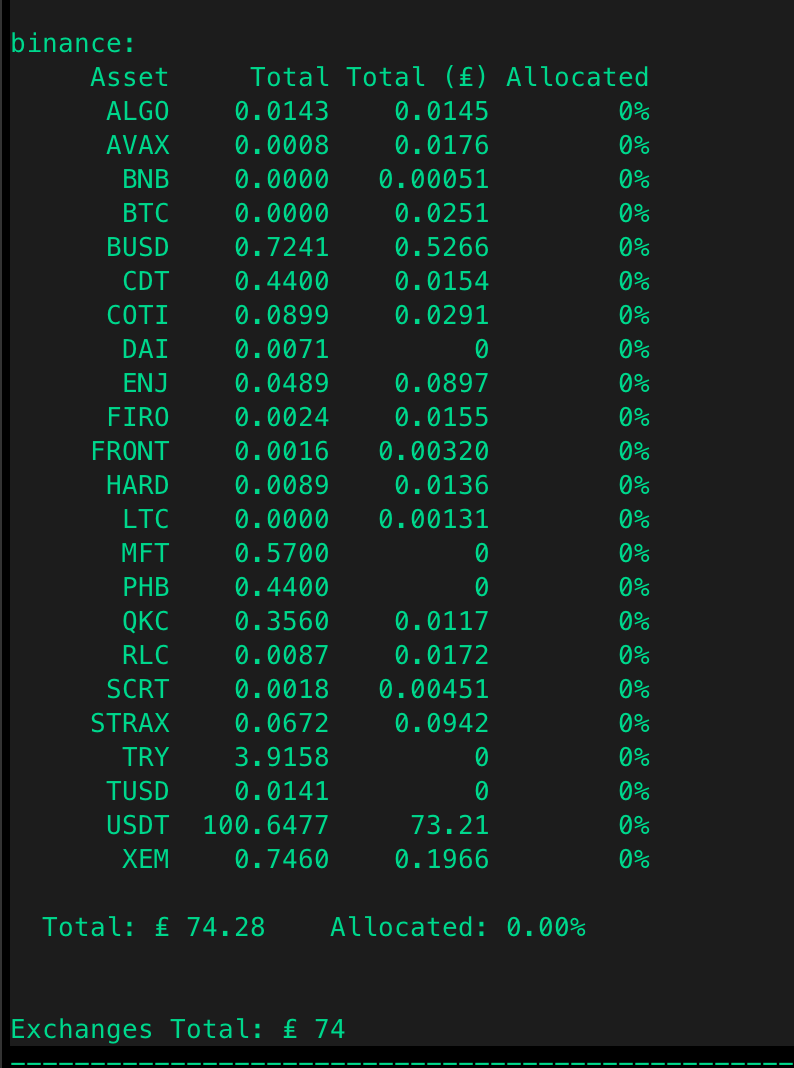 binance:
Asset Total Total (₤) Allocated
ALGO 0.0143 0.0145 0%
AVAX 0.0008 0.0176 0%
BNB 0.0000 0.00051 0%
BTC 0.0000 0.0251 0%
BUSD 0.7241 0.5266 0%
CDT 0.4400 0.0154 0%
COTI 0.0899 0.0291 0%
DAI 0.0071 0 0%
ENJ 0.0489 0.0897 0%
FIRO 0.0024 0.0155 0%
FRONT 0.0016 0.00320 0%
HARD 0.0089 0.0136 0%
LTC 0.0000 0.00131 0%
MFT 0.5700 0 0%
PHB 0.4400 0 0%
QKC 0.3560 0.0117 0%
RLC 0.0087 0.0172 0%
SCRT 0.0018 0.00451 0%
STRAX 0.0672 0.0942 0%
TRY 3.9158 0 0%
TUSD 0.0141 0 0%
USDT 100.6477 73.21 0%
XEM 0.7460 0.1966 0%
Total: ₤ 74.28 Allocated: 0.00%
Exchanges Total: ₤ 74